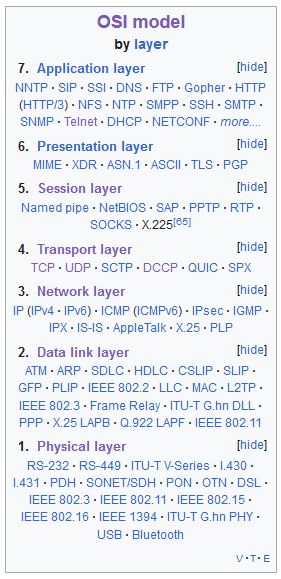 OSI model
by layer
7. Application layer [hide]
NNTP · SIP · SSI · DNS · FTP · Gopher · HTTP
(HTTP/3) · NFS · NTP · SMPP · SSH · SMTP ·
SNMP · Telnet · DHCP · NETCONF · more....
6. Presentation layer [hide]
MIME · XDR · ASN.1 · ASCII · TLS · PGP
5. Session layer [hide]
Named pipe · NetBIOS · SAP · PPTP · RTP ·
SOCKS · X.225[65]
4. Transport layer [hide]
TCP · UDP · SCTP · DCCP · QUIC · SPX
3. Network layer [hide]
IP (IPv4 · IPv6) · ICMP (ICMPv6) · IPsec · IGMP ·
IPX · IS-IS · AppleTalk · X.25 · PLP
2. Data link layer [hide]
ATM · ARP · SDLC · HDLC · CSLIP · SLIP ·
GFP · PLIP · IEEE 802.2 · LLC · MAC · L2TP ·
IEEE 802.3 · Frame Relay · ITU-T G.hn DLL ·
PPP · X.25 LAPB · Q.922 LAPF · IEEE 802.11
1. Physical layer [hide]
RS-232 · RS-449 · ITU-T V-Series · I.430 ·
I.431 · PDH · SONET/SDH · PON · OTN · DSL ·
IEEE 802.3 · IEEE 802.11 · IEEE 802.15 ·
IEEE 802.16 · IEEE 1394 · ITU-T G.hn PHY ·
USB · Bluetooth
V · T · E